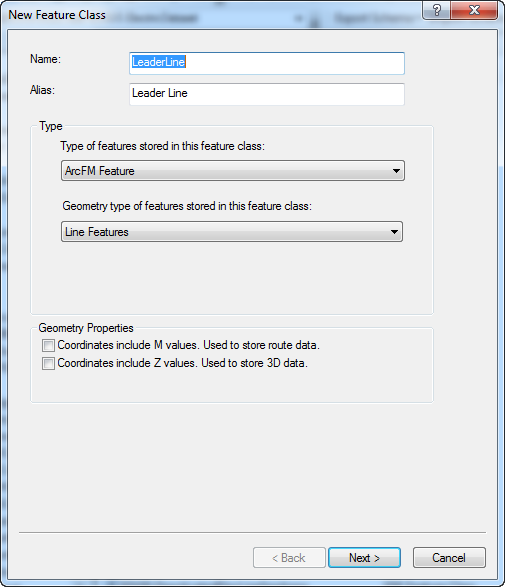 New Feature Class
Name:
LeaderLine
Alias:
Leader Line
Type
Type of features stored in this feature class:
ArcFM Feature
Geometry type of features stored in this feature class:
Line Features
Geometry Properties
Coordinates include M values. Used to store route data.
Coordinates include Z values. Used to store 3D data.
< Back
Next >
Cancel